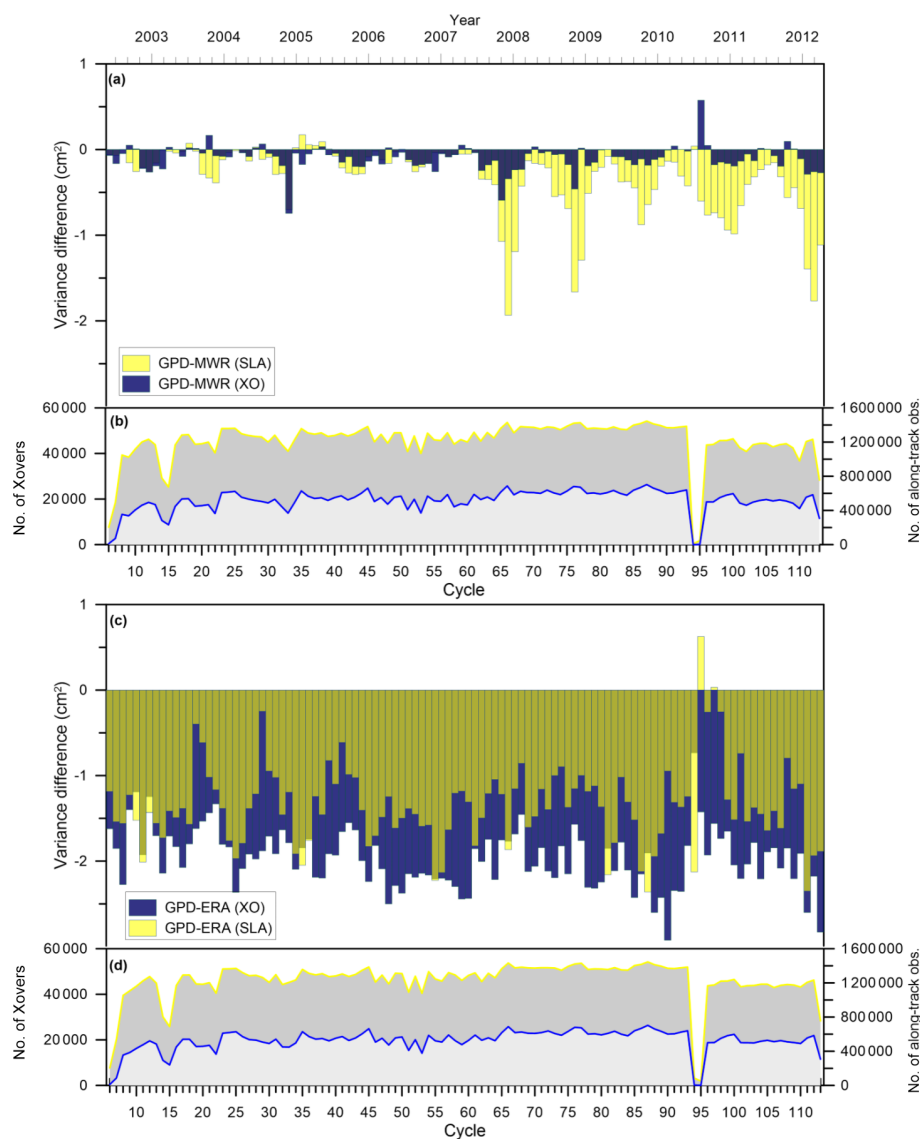 Year
2003 2004 2005 2006 2007 2008 2009 2010 2011 2012
(a)
1
0
-1
-2
Variance difference (cm²)
GPD-MWR (SLA)
GPD-MWR (XO)
(b)
60 000
40 000
20 000
0
No. of Xovers
1 600 000
1 200 000
800 000
400 000
0
No. of along-track obs.
10 15 20 25 30 35 40 45 50 55 60 65 70 75 80 85 90 95 100 105 110
Cycle
(c)
1
0
-1
-2
Variance difference (cm²)
GPD-ERA (XO)
GPD-ERA (SLA)
(d)
60 000
40 000
20 000
0
No. of Xovers
1 600 000
1 200 000
800 000
400 000
0
No. of along-track obs.
10 15 20 25 30 35 40 45 50 55 60 65 70 75 80 85 90 95 100 105 110
Cycle